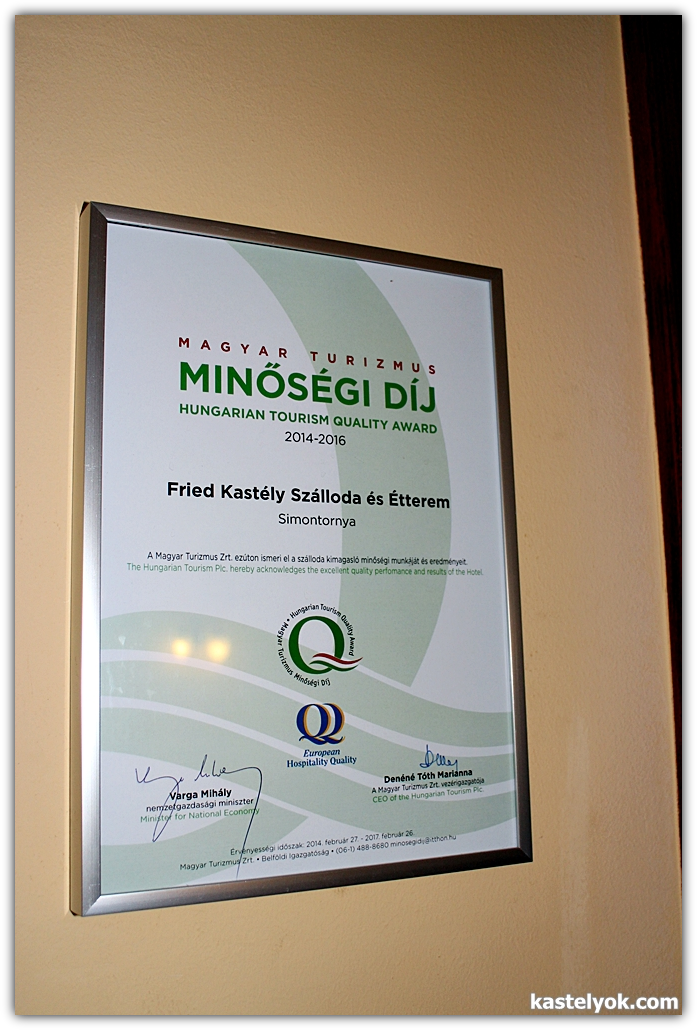 MAGYAR TURIZMUS
MINŐSÉGI DÍJ
HUNGARIAN TOURISM QUALITY AWARD
2014-2016
Fried Kastély Szálloda és Étterem
Simontornya
A Magyar Turizmus Zrt. ezúton ismeri el a szálloda kimagasló minőségi munkáját és eredményeit.
The Hungarian Tourism Plc. hereby acknowledges the excellent quality perfomance and results of the Hotel.
Magyar Turizmus Minőségi Díj • Hungarian Tourism Quality Award
Q
QQ
European
Hospitality Quality
Varga Mihály
nemzetgazdasági miniszter
Minister for National Economy
Denéné Tóth Marianna
A Magyar Turizmus Zrt. vezérigazgatója
CEO of the Hungarian Tourism Plc.
Érvényességi időszak: 2014. február 27. - 2017. február 26.
Magyar Turizmus Zrt. • Belföldi Igazgatóság • (06-1) 488-8680 minosegidij@itthon.hu
kastelyok.com